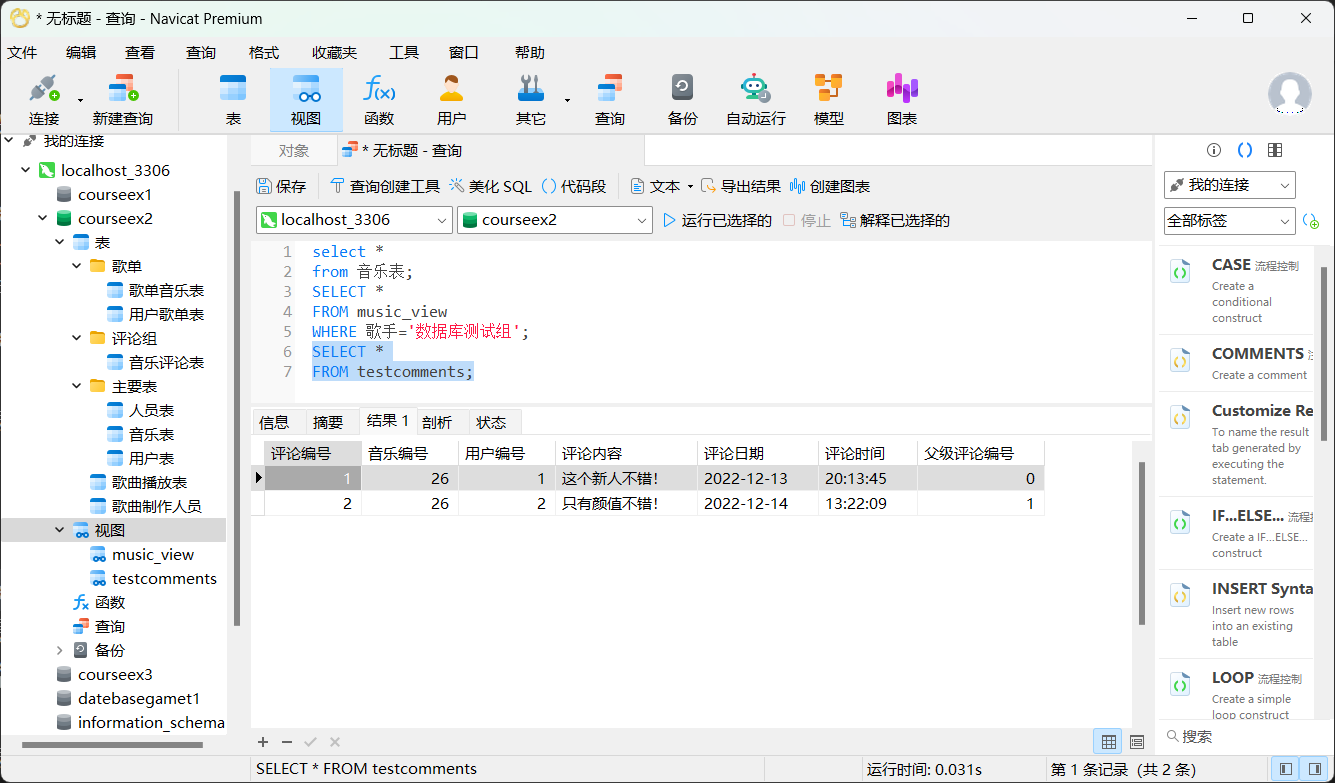 * 无标题 - 查询 - Navicat Premium
文件 编辑 查看 查询 格式 收藏夹 工具 窗口 帮助
连接 新建查询 表 视图 函数 用户 其它 查询 备份 自动运行 模型 图表
我的连接
localhost_3306
courseex1
courseex2
表
歌单
歌单音乐表
用户歌单表
评论组
音乐评论表
主要表
人员表
音乐表
用户表
歌曲播放表
歌曲制作人员
视图
music_view
testcomments
函数
查询
备份
courseex3
datebasegamet1
information_schema
对象 * 无标题 - 查询
保存 查询创建工具 美化 SQL () 代码段 文本 导出结果 创建图表
localhost_3306 courseex2 运行已选择的 停止 解释已选择的
1 select *
2 from 音乐表;
3 SELECT *
4 FROM music_view
5 WHERE 歌手='数据库测试组';
6 SELECT *
7 FROM testcomments;
信息 摘要 结果 1 剖析 状态
评论编号 音乐编号 用户编号 评论内容 评论日期 评论时间 父级评论编号
1 26 1 这个新人不错! 2022-12-13 20:13:45 0
2 26 2 只有颜值不错! 2022-12-14 13:22:09 1
我的连接
全部标签
CASE 流程控制
Create a
conditional
construct
COMMENTS
Create a comment
Customize Re
To name the result
tab generated by
executing the
statement.
IF...ELSE... 流程
Create a IF...ELSE...
construct
INSERT Synta
Insert new rows
into an existing
table
LOOP 流程控制
Create a simple
loop construct
搜索
SELECT * FROM testcomments 运行时间: 0.031s 第 1 条记录 (共 2 条)